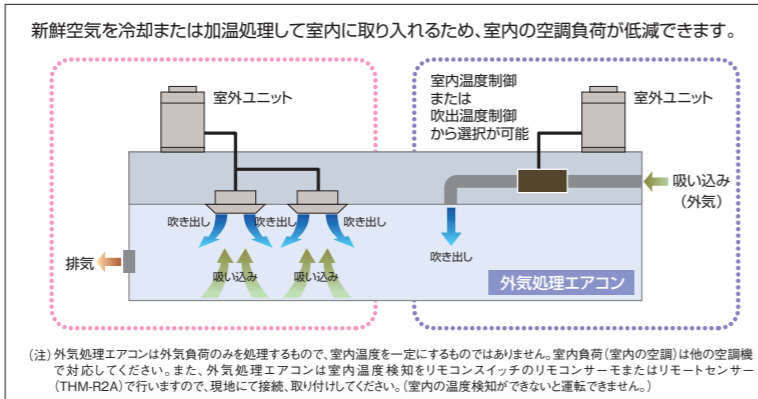 新鮮空気を冷却または加温処理して室内に取り入れるため、室内の空調負荷が低減できます。
室外ユニット
室内温度制御
または
吹出温度制御
から選択が可能
室外ユニット
吸い込み
（外気）
吹き出し
吹き出し
吹き出し
吹き出し
排気
吸い込み
吸い込み
外気処理エアコン
（注）外気処理エアコンは外気負荷のみを処理するもので、室内温度を一定にするものではありません。室内負荷（室内の空調）は他の空調機
で対応してください。また、外気処理エアコンは室内温度検知をリモコンスイッチのリモコンサーモまたはリモートセンサー
（THM-R2A）で行いますので、現地にて接続、取り付けしてください。（室内の温度検知ができないと運転できません。）